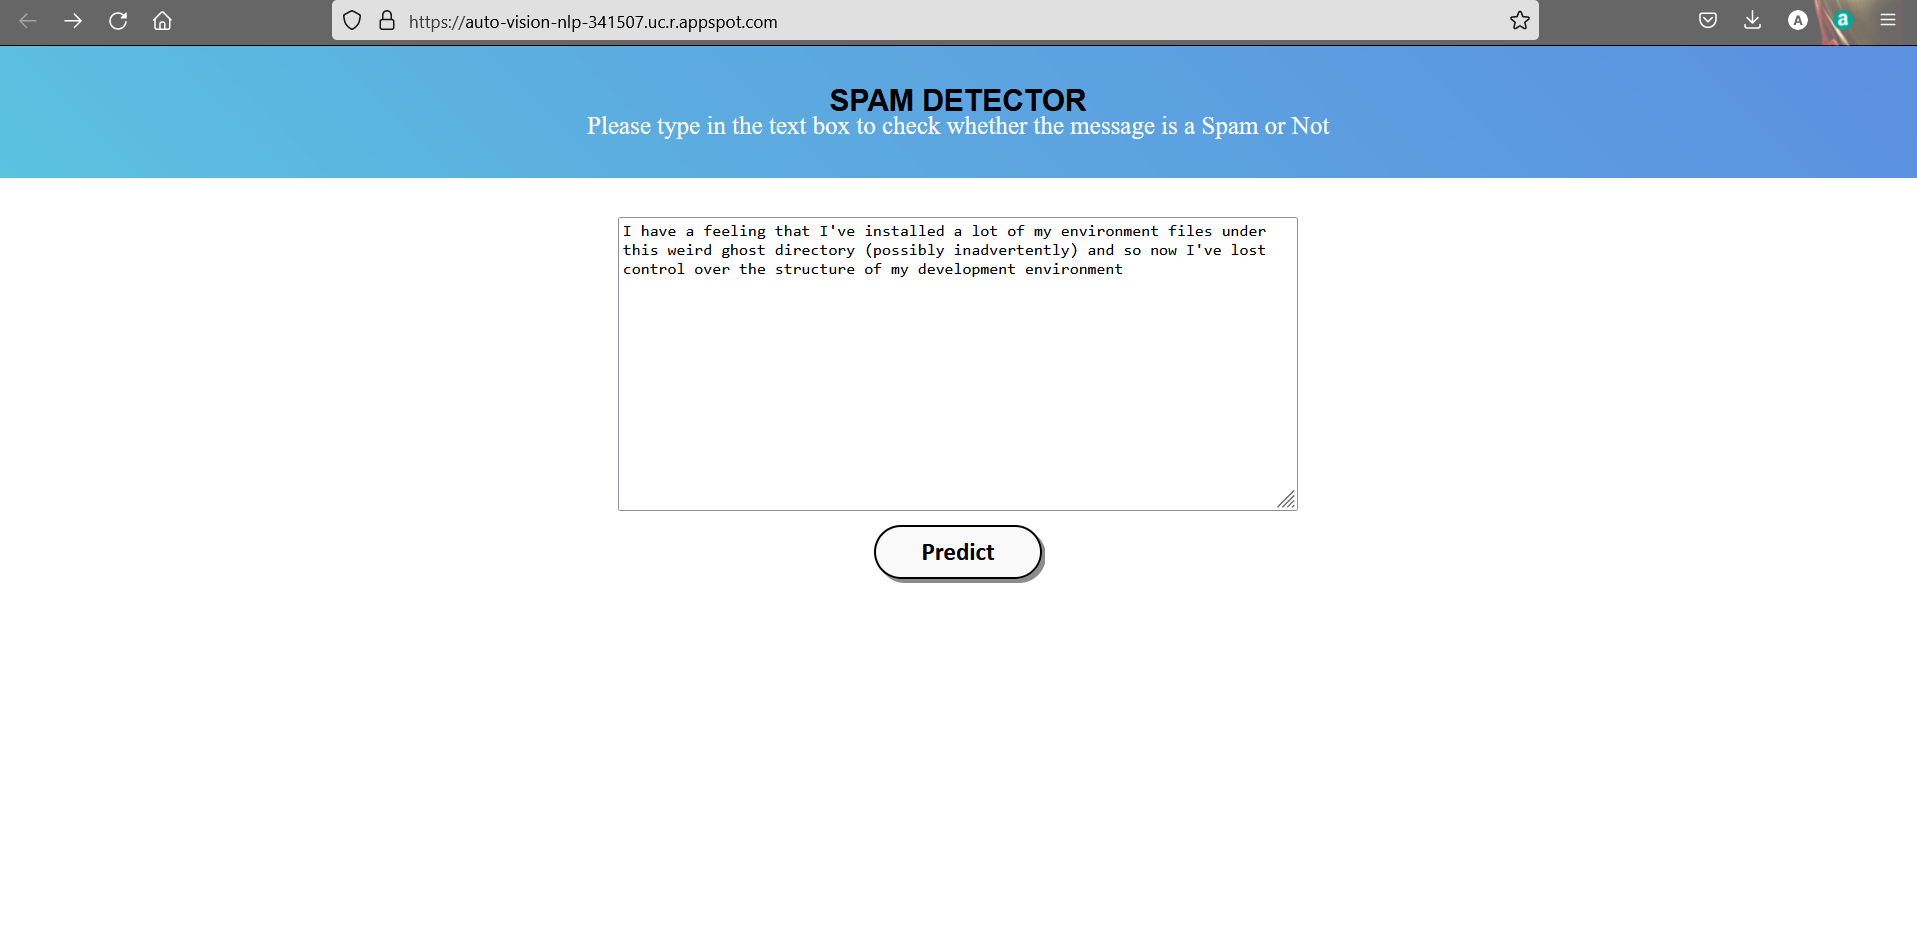 https://auto-vision-nlp-341507.uc.r.appspot.com
A
a
SPAM DETECTOR
Please type in the text box to check whether the message is a Spam or Not
I have a feeling that I've installed a lot of my environment files under
this weird ghost directory (possibly inadvertently) and so now I've lost
control over the structure of my development environment
Predict